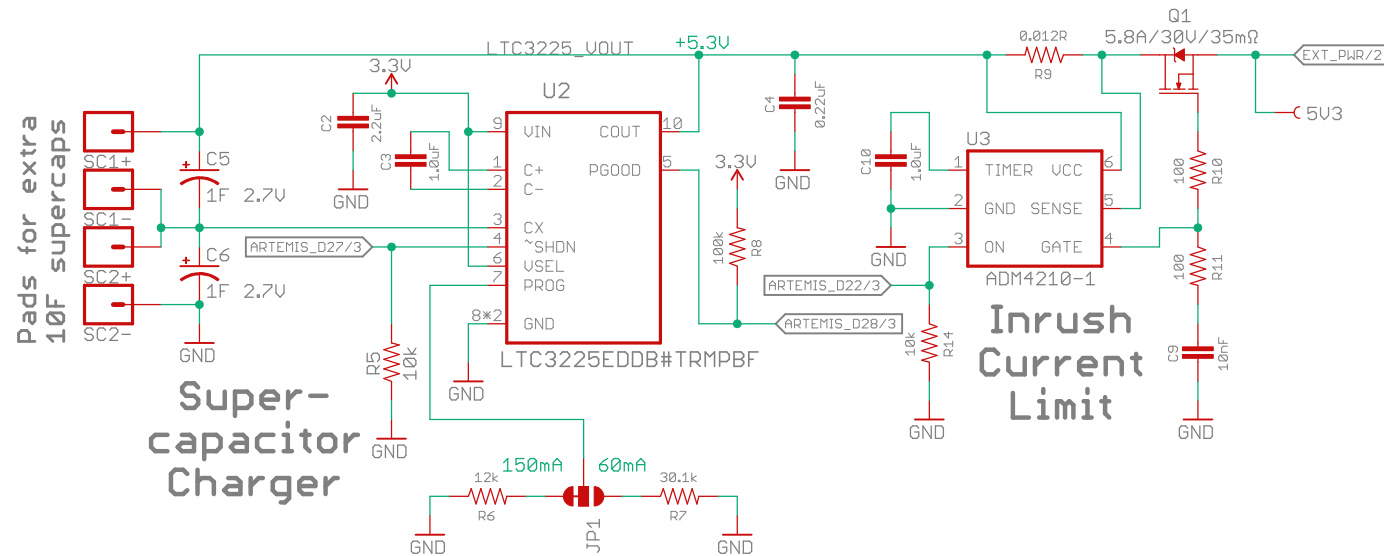 Q1
5.8A/30V/35mΩ
LTC3225_VOUT
+5.3V
0.012R
R9
EXT_PWR/2
5V3
3.3V
U2
C2
2.2uF
C3
1.0uF
GND
9
VIN
COUT
10
1
C+
PGOOD
5
2
C-
3
CX
4
~SHDN
6
VSEL
7
PROG
8*2
GND
LTC3225EDDB#TRMPBF
GND
C4
0.22uF
GND
3.3V
100k
R8
C10
1.0uF
GND
U3
1
TIMER
VCC
6
2
GND
SENSE
5
3
ON
GATE
4
ADM4210-1
100
R10
100
R11
C9
10nF
GND
ARTEMIS_D22/3
ARTEMIS_D28/3
10k
R14
GND
Inrush
Current
Limit
Pads for extra
10F supercaps
SC1+
SC1-
SC2+
SC2-
C5
1F 2.7V
C6
1F 2.7V
GND
ARTEMIS_D27/3
R5
10k
GND
Super-
capacitor
Charger
150mA
60mA
12k
R6
JP1
30.1k
R7
GND
GND